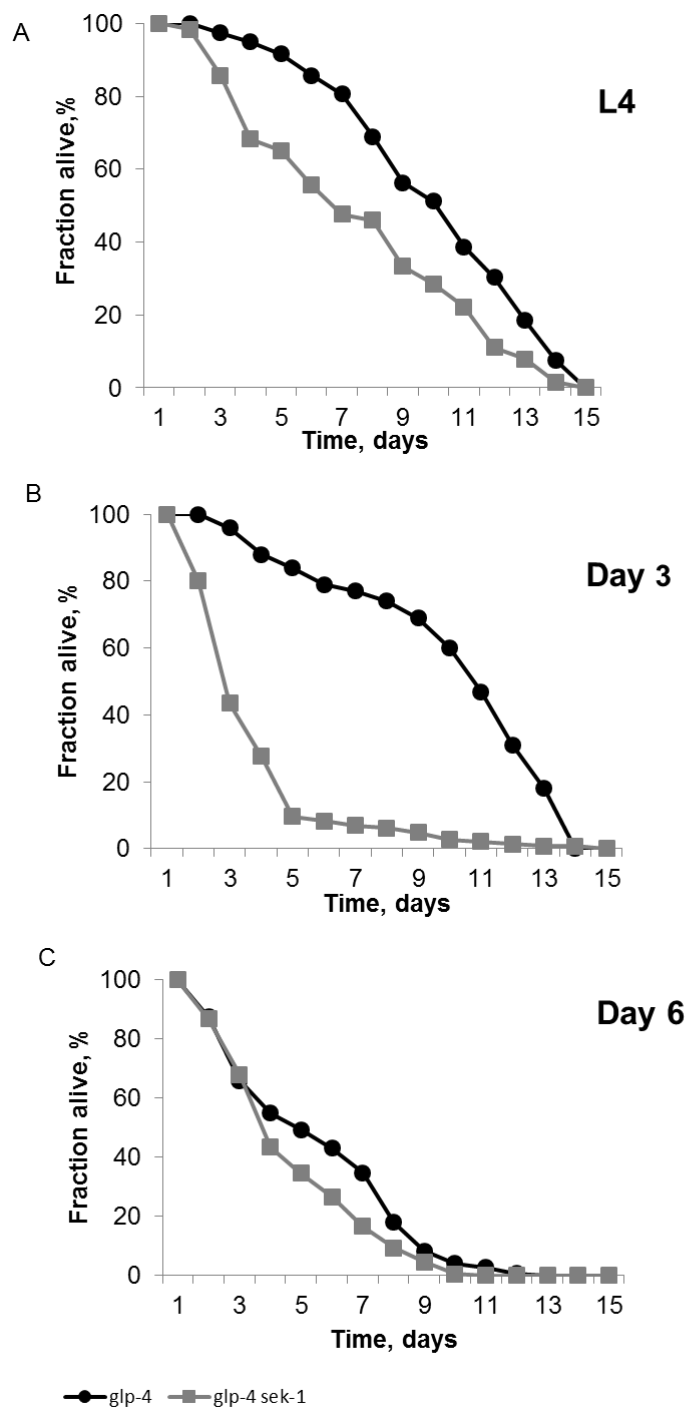 A
L4
Fraction alive,%
100
80
60
40
20
0
1 3 5 7 9 11 13 15
Time, days
B
Day 3
Fraction alive, %
100
80
60
40
20
0
1 3 5 7 9 11 13 15
Time, days
C
Day 6
Fraction alive,%
100
80
60
40
20
0
1 3 5 7 9 11 13 15
Time, days
glp-4 glp-4 sek-1